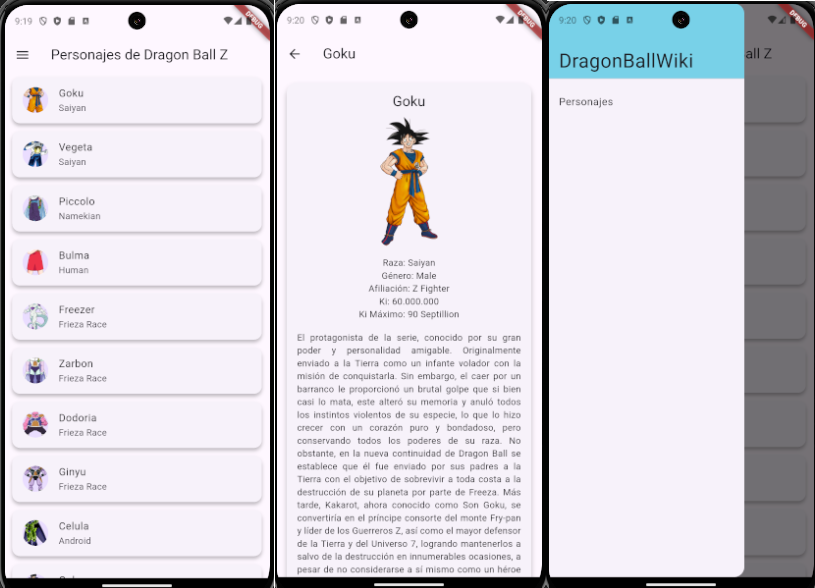 9:19
DEBUG
Personajes de Dragon Ball Z
Goku
Saiyan
Vegeta
Saiyan
Piccolo
Namekian
Bulma
Human
Freezer
Frieza Race
Zarbon
Frieza Race
Dodoria
Frieza Race
Ginyu
Frieza Race
Celula
Android
9:20
DEBUG
Goku
Goku
Raza: Saiyan
Género: Male
Afiliación: Z Fighter
Ki: 60.000.000
Ki Máximo: 90 Septillion
El protagonista de la serie, conocido por su gran
poder y personalidad amigable. Originalmente
enviado a la Tierra como un infante volador con la
misión de conquistarla. Sin embargo, el caer por un
barranco le proporcionó un brutal golpe que si bien
casi lo mata, este alteró su memoria y anuló todos
los instintos violentos de su especie, lo que lo hizo
crecer con un corazón puro y bondadoso, pero
conservando todos los poderes de su raza. No
obstante, en la nueva continuidad de Dragon Ball se
establece que él fue enviado por sus padres a la
Tierra con el objetivo de sobrevivir a toda costa a la
destrucción de su planeta por parte de Freeza. Más
tarde, Kakarot, ahora conocido como Son Goku, se
convertiría en el príncipe consorte del monte Fry-pan
y líder de los Guerreros Z, así como el mayor defensor
de la Tierra y del Universo 7, logrando mantenerlos a
salvo de la destrucción en innumerables ocasiones, a
pesar de no considerarse a sí mismo como un héroe
9:20
DEBUG
all Z
DragonBallWiki
Personajes